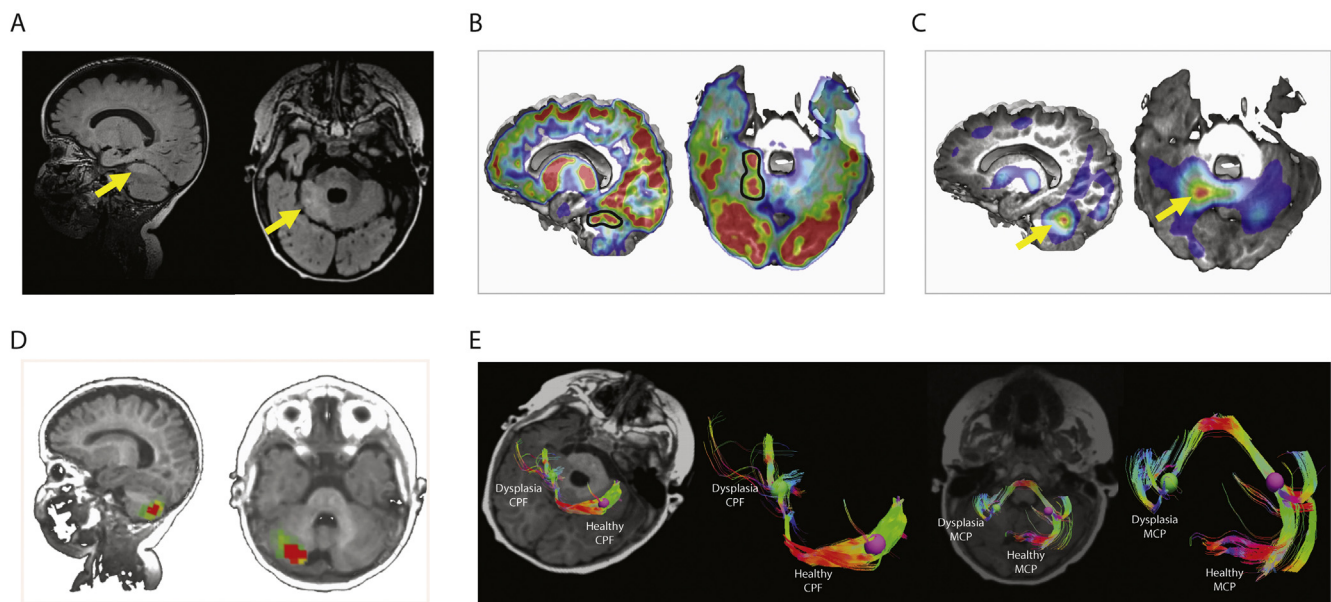 A
B
C
D
E
Dysplasia
CPF
Healthy
CPF
Dysplasia
CPF
Healthy
CPF
Dysplasia
MCP
Healthy
MCP
Dysplasia
MCP
Healthy
MCP